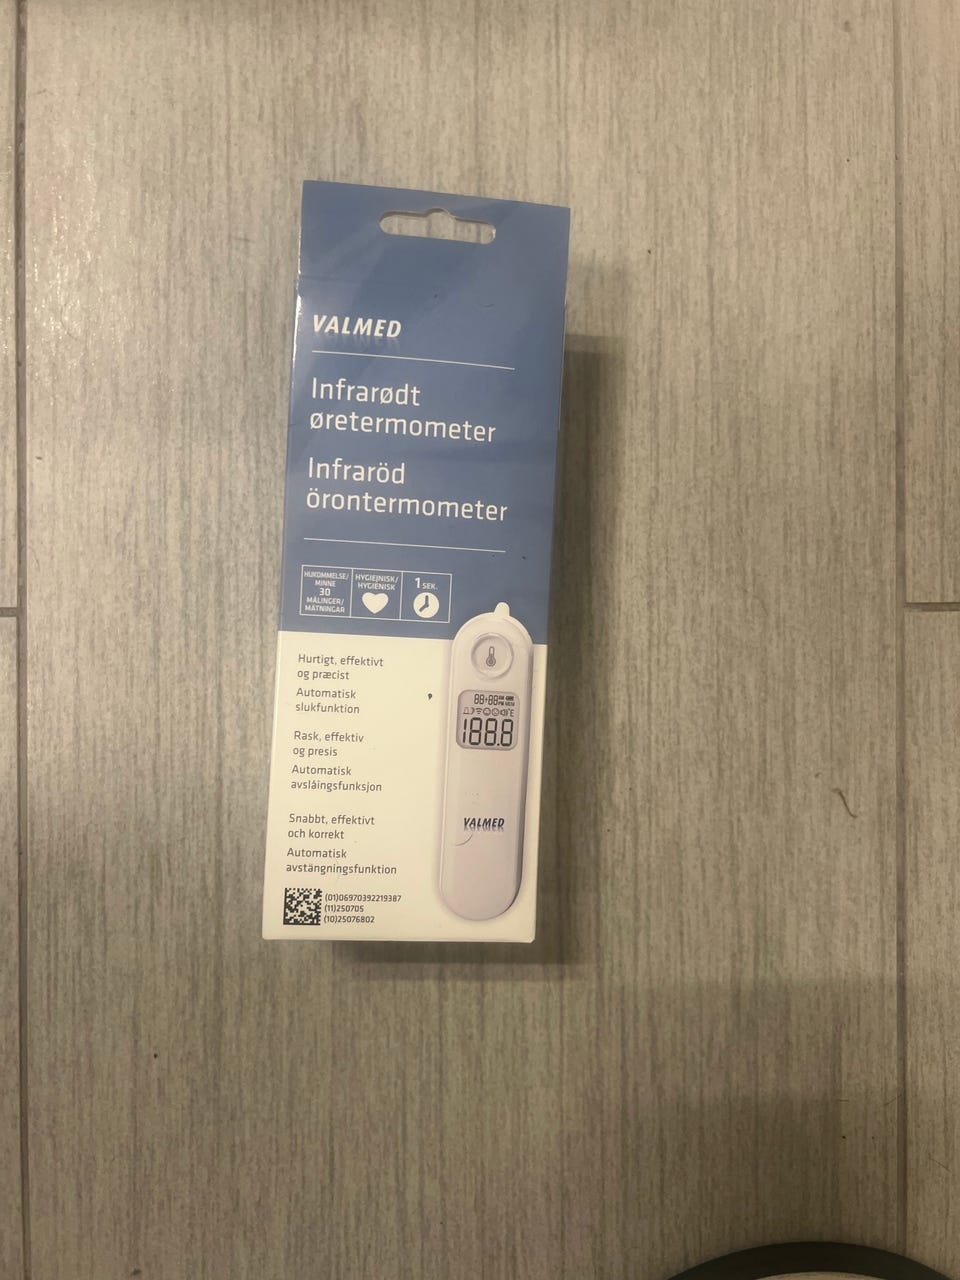 VALMED
Infrarødt
øretermometer
Infraröd
örontermometer
HUKOMMELSE/
MINNE
30
MÅLINGER/
MÄTNINGAR
HYGIEJNISK/
HYGIENISK
1 SEK.
Hurtigt, effektivt
og præcist
Automatisk
slukfunktion
Rask, effektiv
og presis
Automatisk
avslåingsfunksjon
Snabbt, effektivt
och korrekt
Automatisk
avstängningsfunktion
(01)06970392219387
(11)250705
(10)25076802
188.8
VALMED